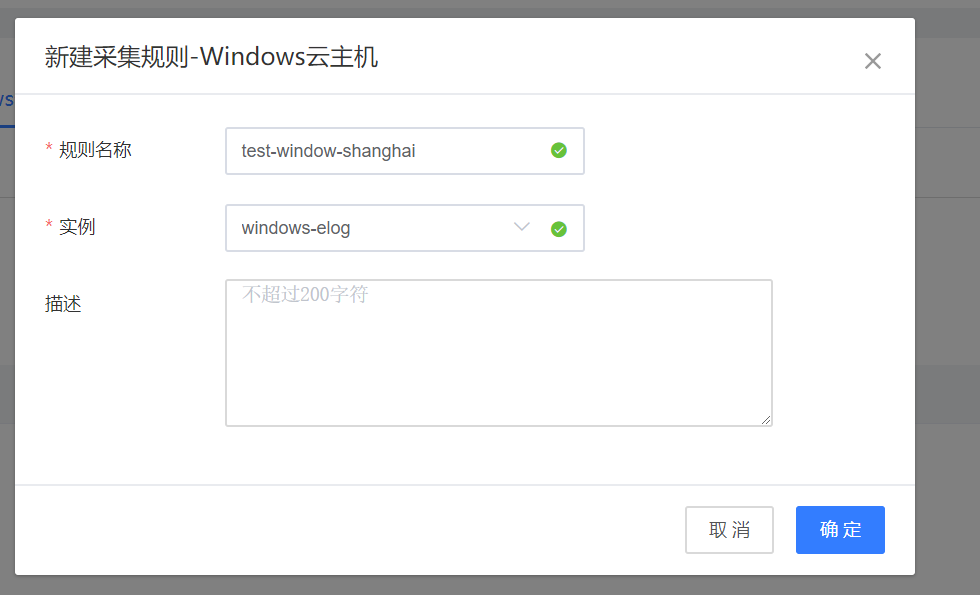 新建采集规则-Windows云主机
* 规则名称
test-window-shanghai
* 实例
windows-elog
描述
不超过200字符
取 消
确 定